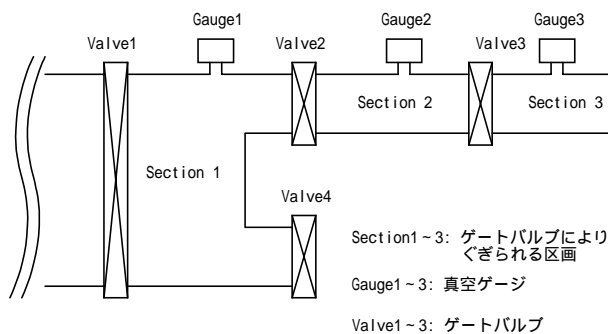 Gauge1
Gauge2
Gauge3
Valve1
Valve2
Valve3
Section 2
Section 3
Section 1
Valve4
Section1~3: ゲートバルブにより
ぐぎられる区画
Gauge1~3: 真空ゲージ
Valve1~3: ゲートバルブ